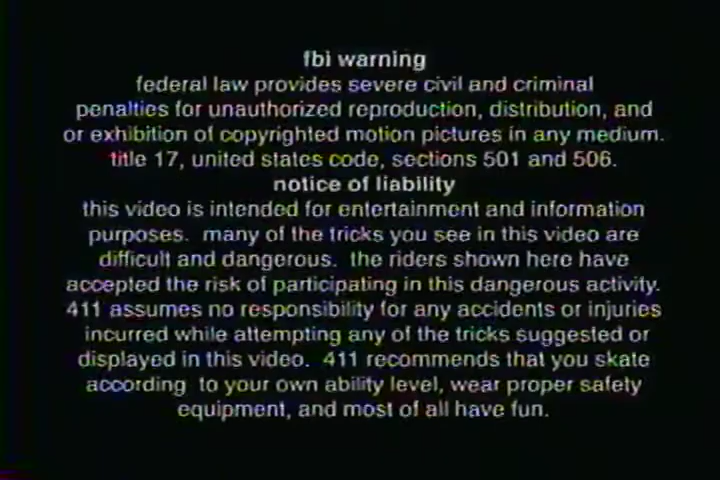 fbi warning
federal law provides severe civil and criminal
penalties for unauthorized reproduction, distribution, and
or exhibition of copyrighted motion pictures in any medium.
title 17, united states code, sections 501 and 506.
notice of liability
this video is intended for entertainment and information
purposes.  many of the tricks you see in this video are
difficult and dangerous.  the riders shown here have
accepted the risk of participating in this dangerous activity.
411 assumes no responsibility for any accidents or injuries
incurred while attempting any of the tricks suggested or
displayed in this video.  411 recommends that you skate
according  to your own ability level, wear proper safety
equipment, and most of all have fun.